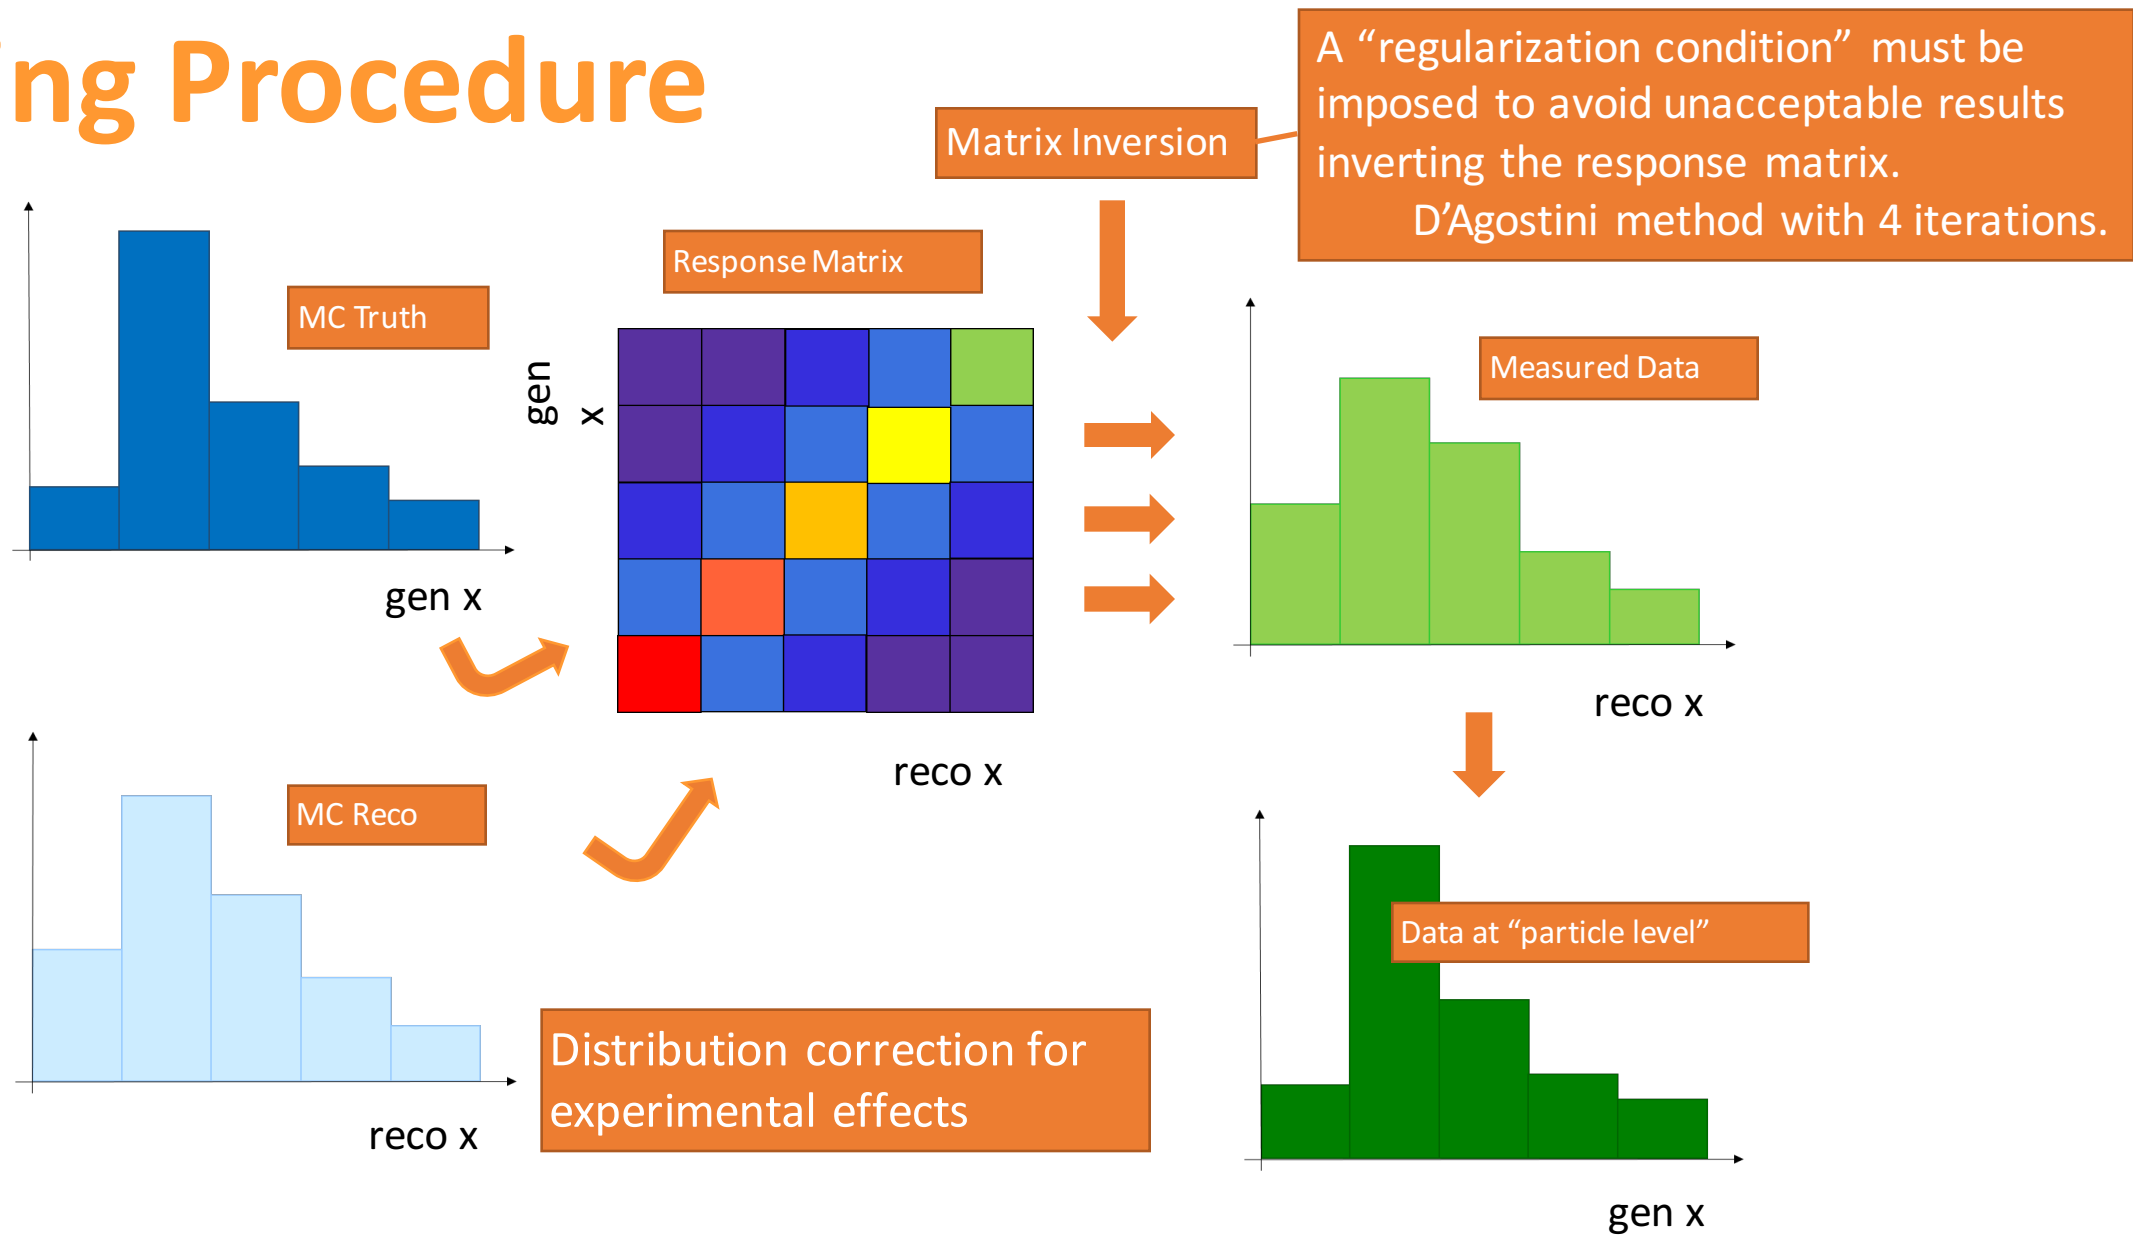 ing Procedure
A “regularization condition” must be
imposed to avoid unacceptable results
inverting the response matrix.
D’Agostini method with 4 iterations.
Matrix Inversion
Response Matrix
MC Truth
gen
x
Measured Data
gen x
reco x
reco x
MC Reco
Data at “particle level”
Distribution correction for
experimental effects
reco x
gen x